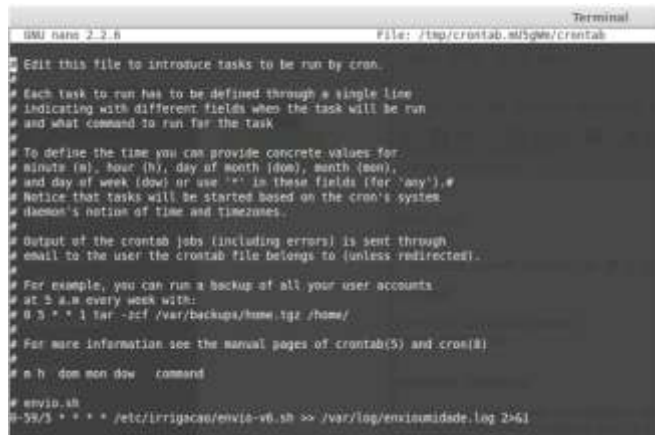 Terminal
GNU nano 2.2.6 File: /tmp/crontab.mU5gWm/crontab
# Edit this file to introduce tasks to be run by cron.
#
# Each task to run has to be defined through a single line
# indicating with different fields when the task will be run
# and what command to run for the task
#
# To define the time you can provide concrete values for
# minute (m), hour (h), day of month (dom), month (mon),
# and day of week (dow) or use '*' in these fields (for 'any').#
# Notice that tasks will be started based on the cron's system
# daemon's notion of time and timezones.
#
# Output of the crontab jobs (including errors) is sent through
# email to the user the crontab file belongs to (unless redirected).
#
# For example, you can run a backup of all your user accounts
# at 5 a.m every week with:
# 0 5 * * 1 tar -zcf /var/backups/home.tgz /home/
#
# For more information see the manual pages of crontab(5) and cron(8)
#
# m h dom mon dow command
# envio.sh
0-59/5 * * * * /etc/irrigacao/envio-v6.sh >> /var/log/envioumidade.log 2>&1